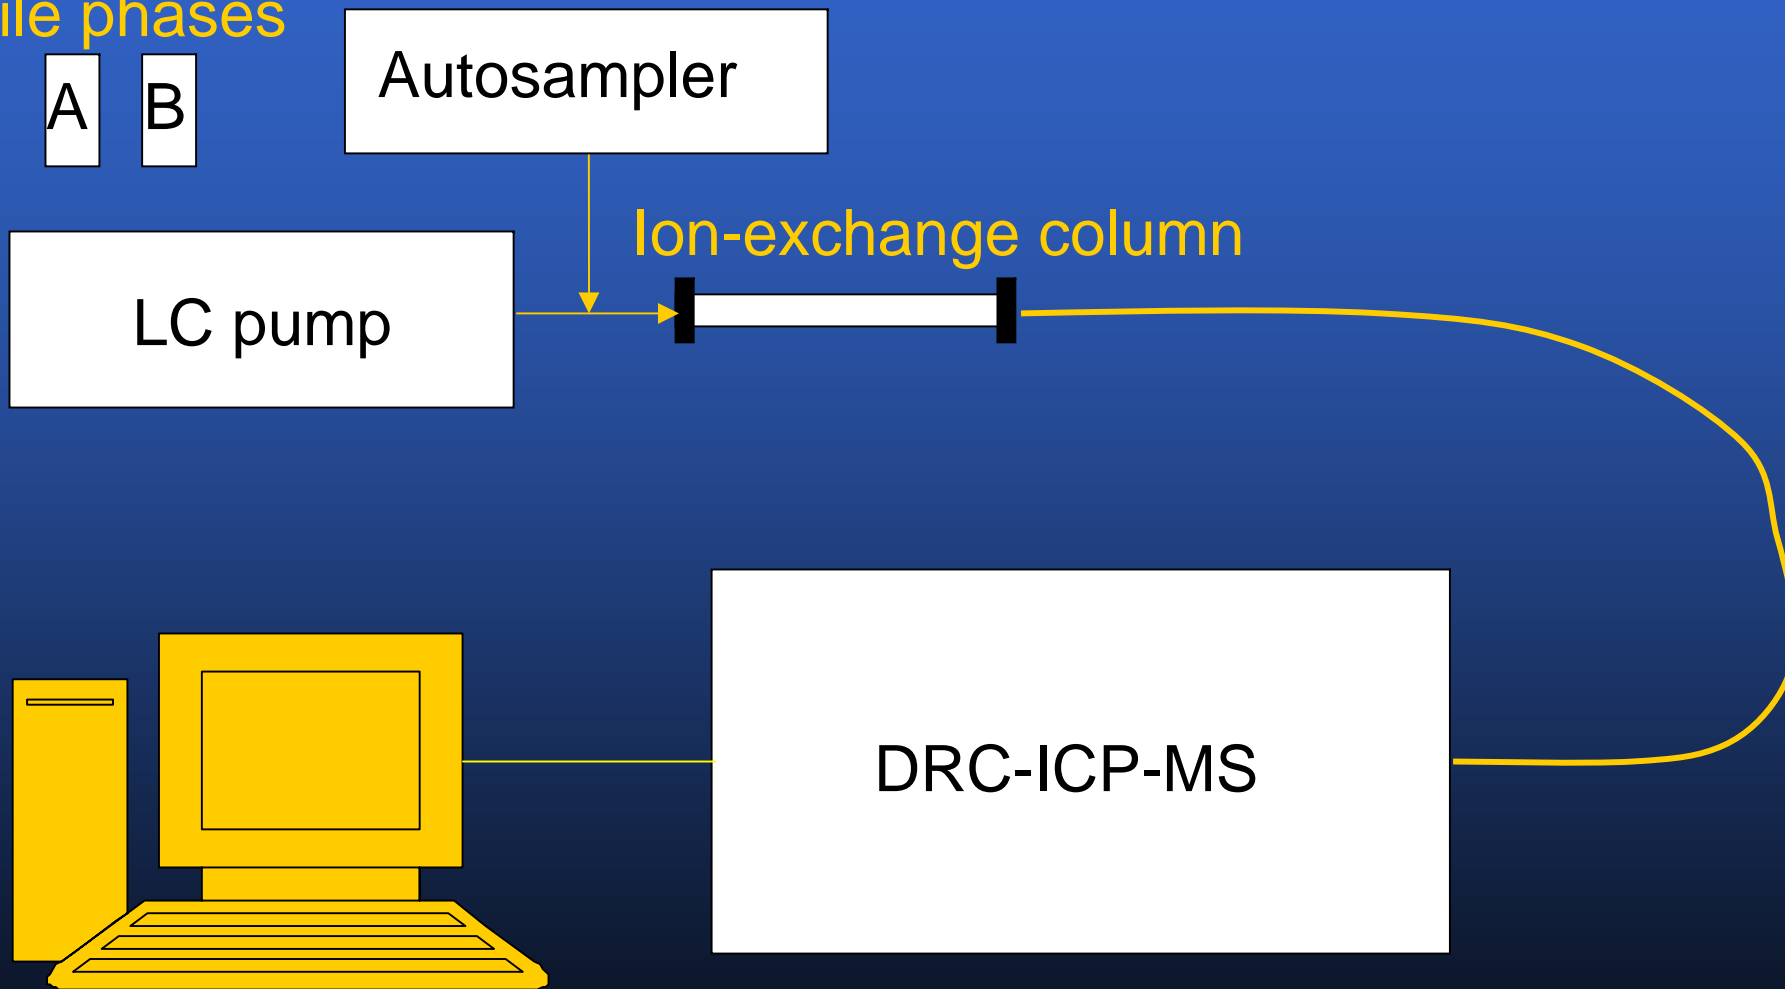 ile phases
A B
Autosampler
Ion-exchange column
LC pump
DRC-ICP-MS